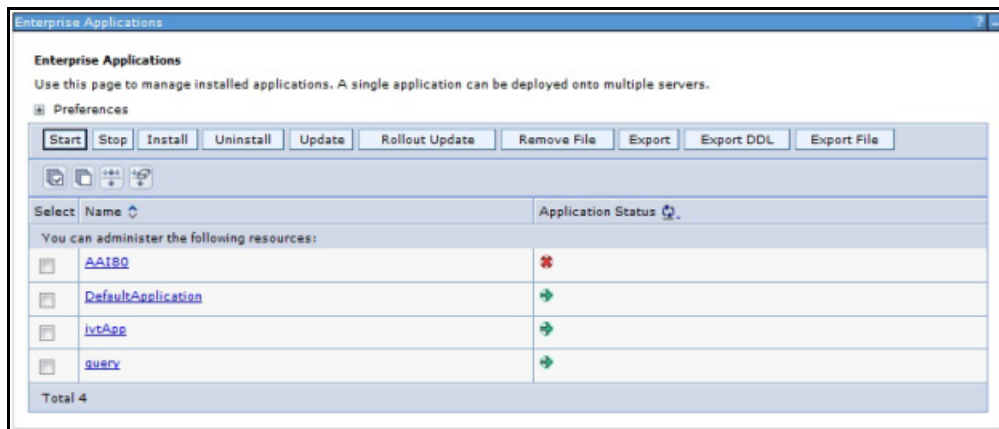 Enterprise Applications ? -
Enterprise Applications
Use this page to manage installed applications. A single application can be deployed onto multiple servers.
+ Preferences
Start Stop Install Uninstall Update Rollout Update Remove File Export Export DDL Export File
Select Name Application Status
You can administer the following resources:
AAI80
DefaultApplication
ivtApp
query
Total 4